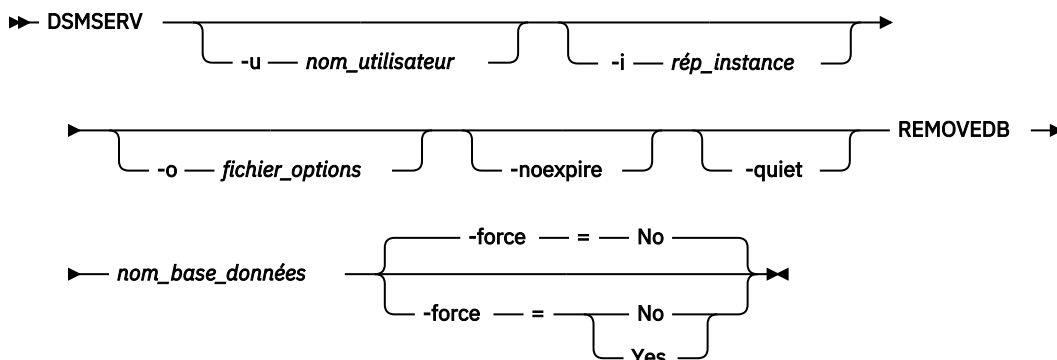 DSMSERV
-u nom_utilisateur
-i rép_instance
-o fichier_options
-noexpire
-quiet
REMOVEDB
nom_base_données
-force = No
-force = No
Yes